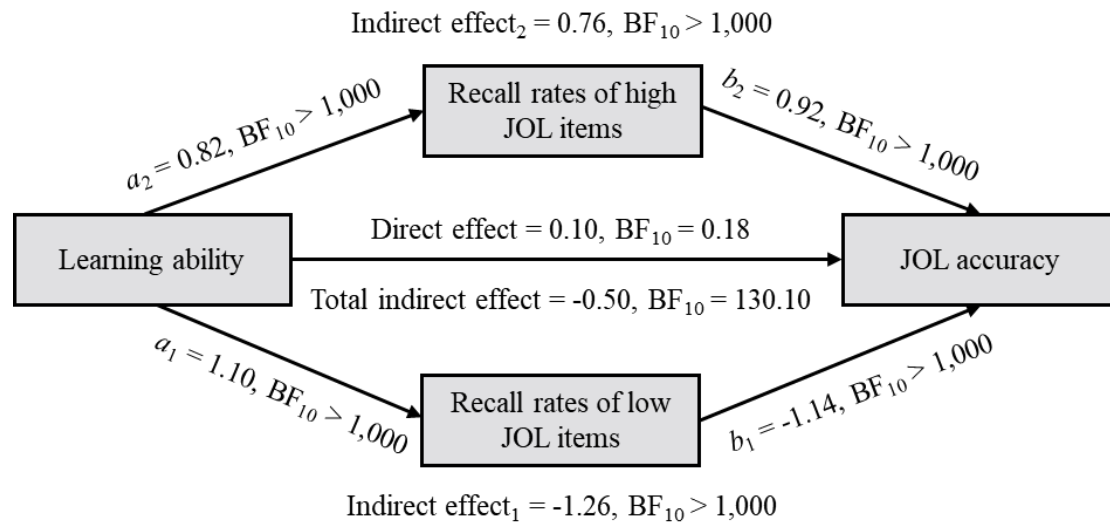 Indirect effect₂ = 0.76, BF₁₀ > 1,000
a₂ = 0.82, BF₁₀ > 1,000
Recall rates of high
JOL items
b₂ = 0.92, BF₁₀ > 1,000
Learning ability
Direct effect = 0.10, BF₁₀ = 0.18
JOL accuracy
Total indirect effect = -0.50, BF₁₀ = 130.10
a₁ = 1.10, BF₁₀ > 1,000
Recall rates of low
JOL items
b₁ = -1.14, BF₁₀ > 1,000
Indirect effect₁ = -1.26, BF₁₀ > 1,000